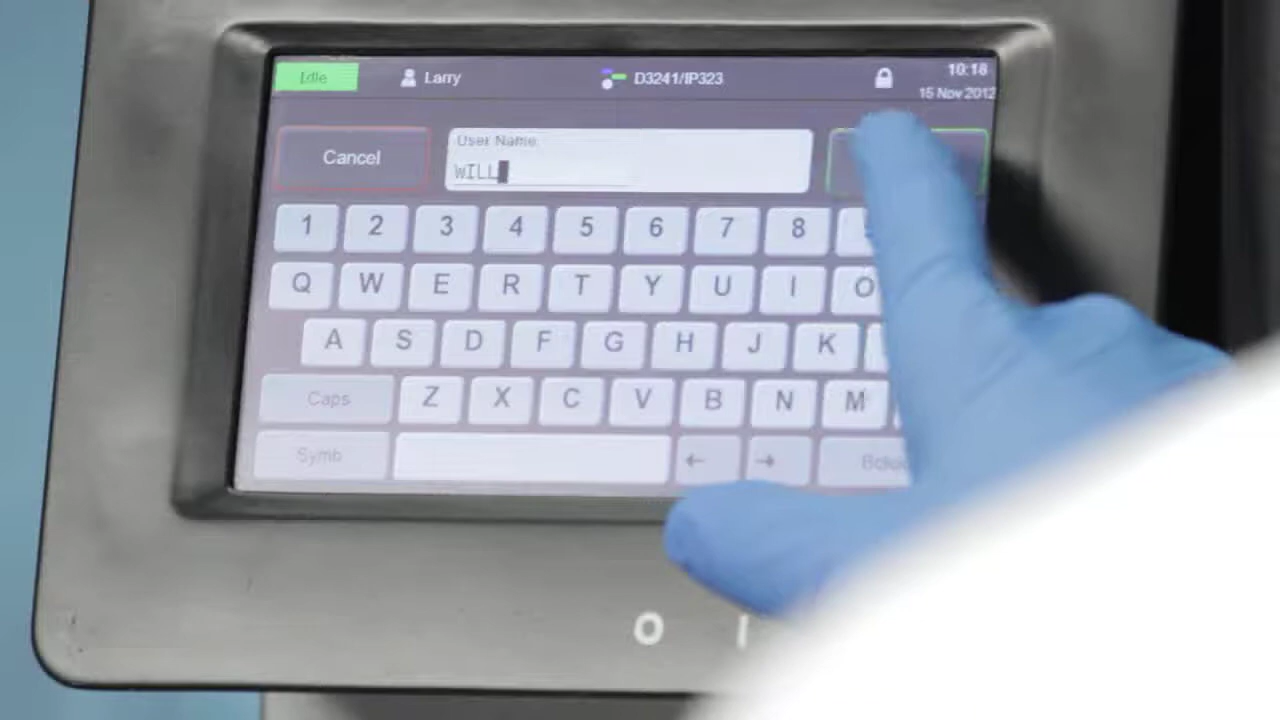 Idle Larry D3241/IP323 10:18
15 Nov 2012
Cancel User Name:
WILL
1 2 3 4 5 6 7 8
Q W E R T Y U I O
A S D F G H J K
Caps Z X C V B N M
Symb ← →
O I